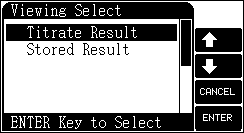 Viewing Select
Titrate Result
Stored Result
CANCEL
ENTER Key to Select
ENTER